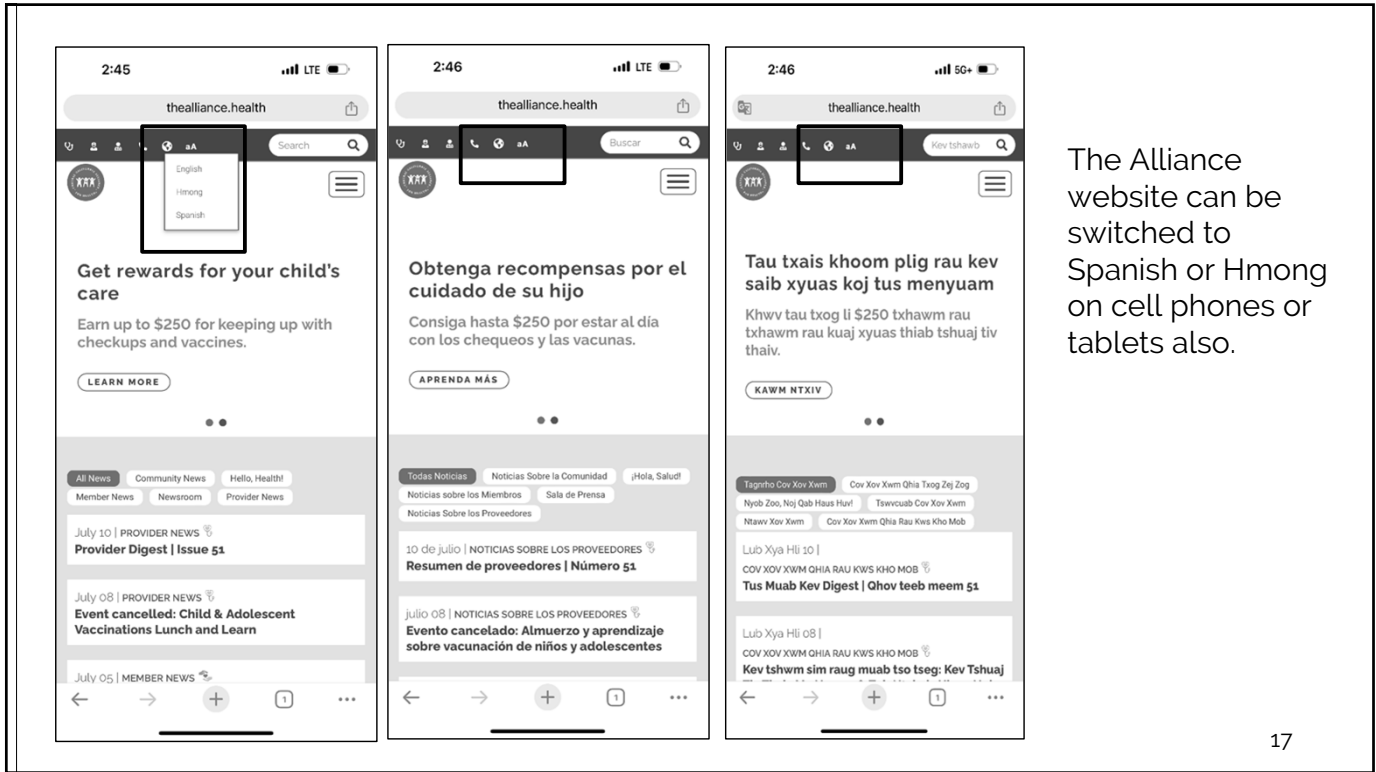 2:45
LTE
thealliance.health
aA
Search
English
Hmong
Spanish
Get rewards for your child's
care
Earn up to $250 for keeping up with
checkups and vaccines.
LEARN MORE
All News Community News Hello, Health!
Member News Newsroom Provider News
July 10 | PROVIDER NEWS
Provider Digest | Issue 51
July 08 | PROVIDER NEWS
Event cancelled: Child & Adolescent
Vaccinations Lunch and Learn
July 05 | MEMBER NEWS
1
2:46
LTE
thealliance.health
aA
Buscar
Obtenga recompensas por el
cuidado de su hijo
Consiga hasta $250 por estar al día
con los chequeos y las vacunas.
APRENDA MÁS
Todas Noticias Noticias Sobre la Comunidad ¡Hola, Salud!
Noticias sobre los Miembros Sala de Prensa
Noticias Sobre los Proveedores
10 de julio | NOTICIAS SOBRE LOS PROVEEDORES
Resumen de proveedores | Número 51
julio 08 | NOTICIAS SOBRE LOS PROVEEDORES
Evento cancelado: Almuerzo y aprendizaje
sobre vacunación de niños y adolescentes
1
2:46
5G+
thealliance.health
aA
Kev tshawb
Tau txais khoom plig rau kev
saib xyuas koj tus menyuam
Khwv tau txog li $250 txhawm rau
txhawm rau kuaj xyuas thiab tshuaj tiv
thaiv.
KAWM NTXIV
Tagnrho Cov Xov Xwm Cov Xov Xwm Qhia Txog Zej Zog
Nyob Zoo, Noj Qab Haus Huv! Tswvcuab Cov Xov Xwm
Ntawv Xov Xwm Cov Xov Xwm Qhia Rau Kws Kho Mob
Lub Xya Hli 10 |
COV XOV XWM QHIA RAU KWS KHO MOB
Tus Muab Kev Digest | Qhov teeb meem 51
Lub Xya Hli 08 |
COV XOV XWM QHIA RAU KWS KHO MOB
Kev tshwm sim raug muab tso tseg: Kev Tshuaj
1
The Alliance
website can be
switched to
Spanish or Hmong
on cell phones or
tablets also.
17